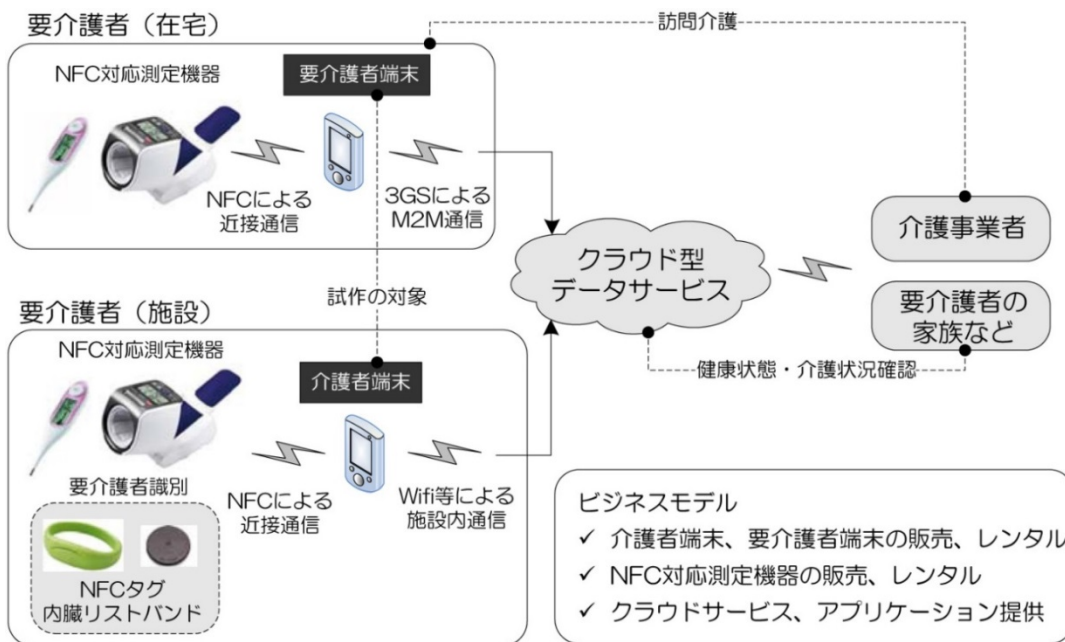 要介護者（在宅）
NFC対応測定機器
要介護者端末
NFCによる
近接通信
3GSによる
M2M通信
訪問介護
試作の対象
クラウド型
データサービス
介護事業者
要介護者の
家族など
健康状態・介護状況確認
要介護者（施設）
NFC対応測定機器
介護者端末
要介護者識別
NFCタグ
内臓リストバンド
NFCによる
近接通信
Wifi等による
施設内通信
ビジネスモデル
✓ 介護者端末、要介護者端末の販売、レンタル
✓ NFC対応測定機器の販売、レンタル
✓ クラウドサービス、アプリケーション提供